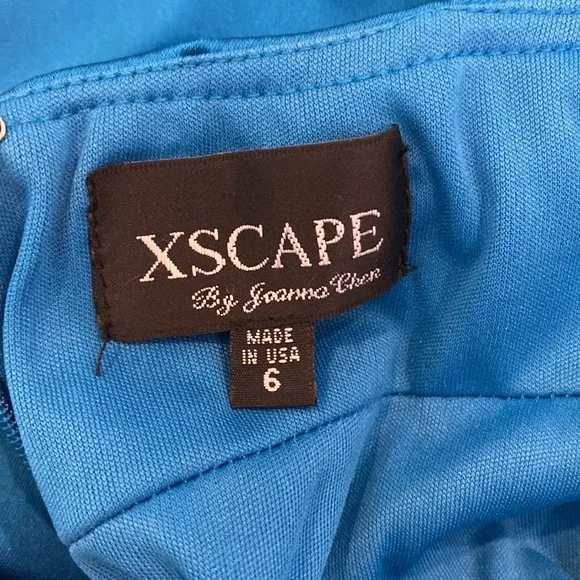 XSCAPE
By Joanna Chen
MADE
IN USA
6